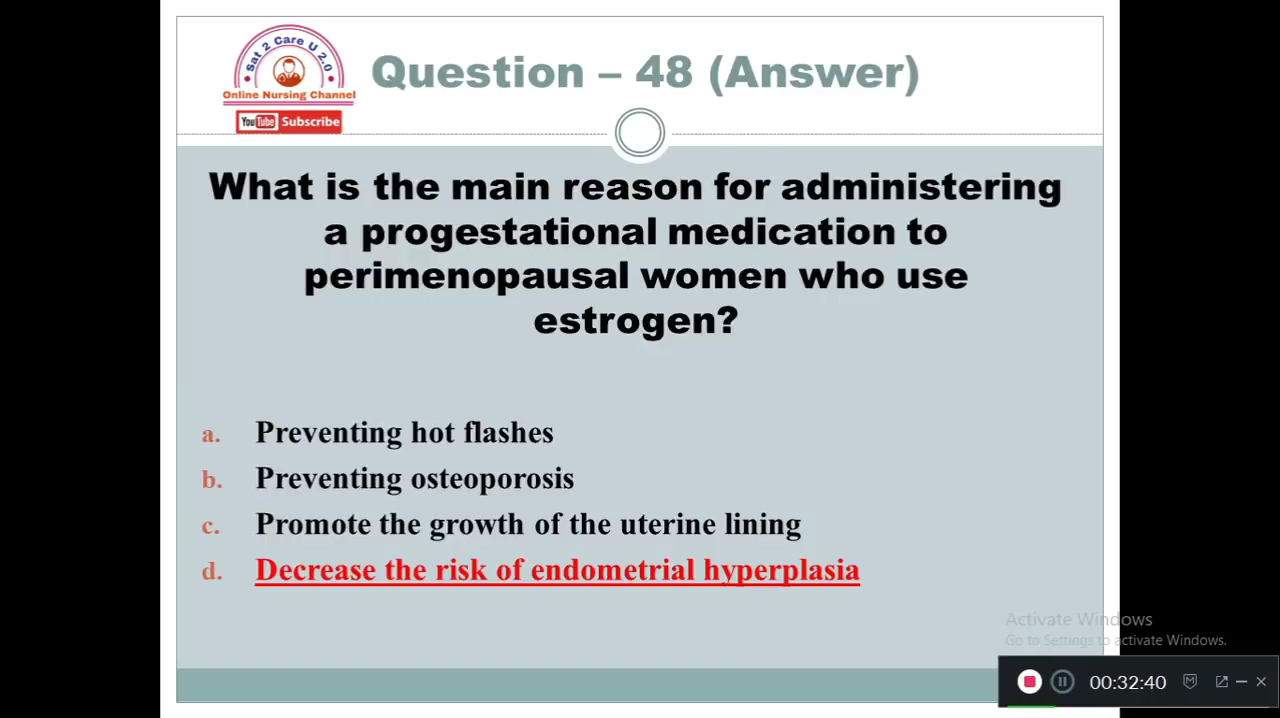 Sat 2 Care U 2.0
Online Nursing Channel
YouTube Subscribe
Question – 48 (Answer)
What is the main reason for administering
a progestational medication to
perimenopausal women who use
estrogen?
a. Preventing hot flashes
b. Preventing osteoporosis
c. Promote the growth of the uterine lining
d. Decrease the risk of endometrial hyperplasia
Activate Windows
Go to Settings to activate Windows.
00:32:40